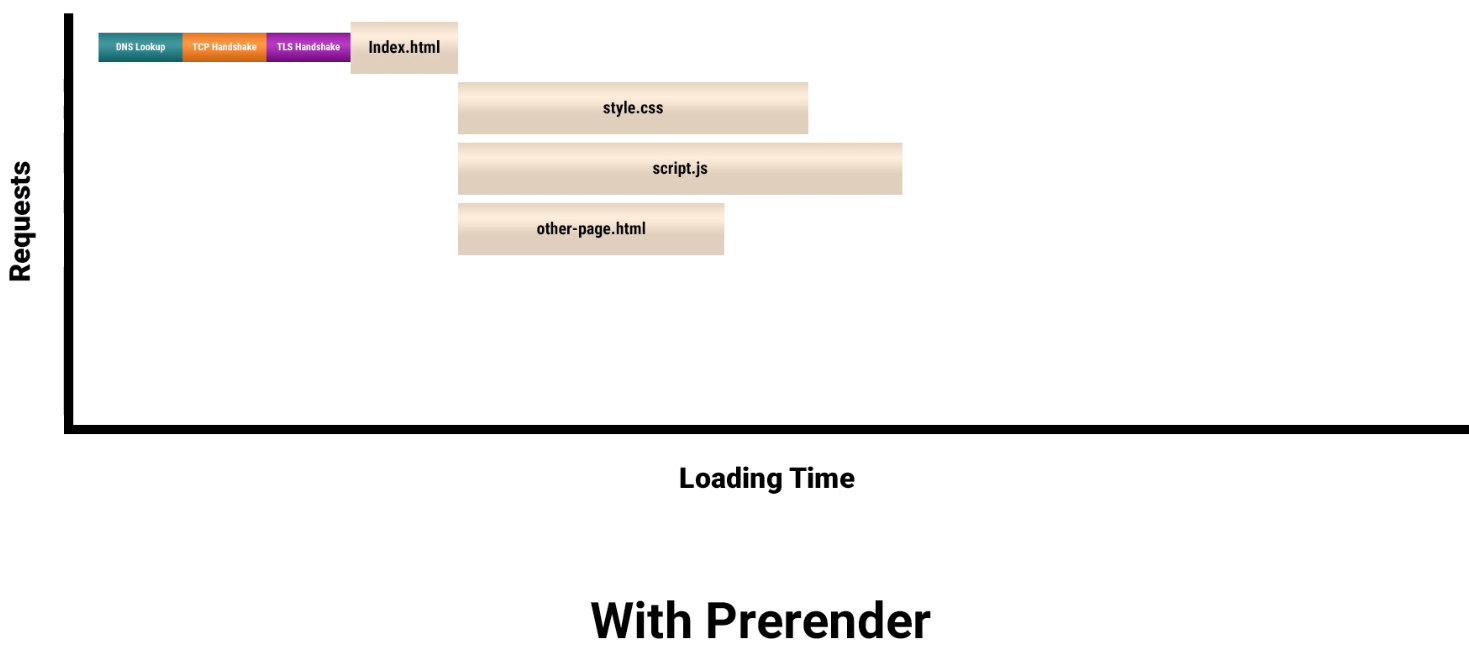 DNS Lookup
TCP Handshake
TLS Handshake
Index.html
style.css
script.js
other-page.html
Requests
Loading Time
With Prerender